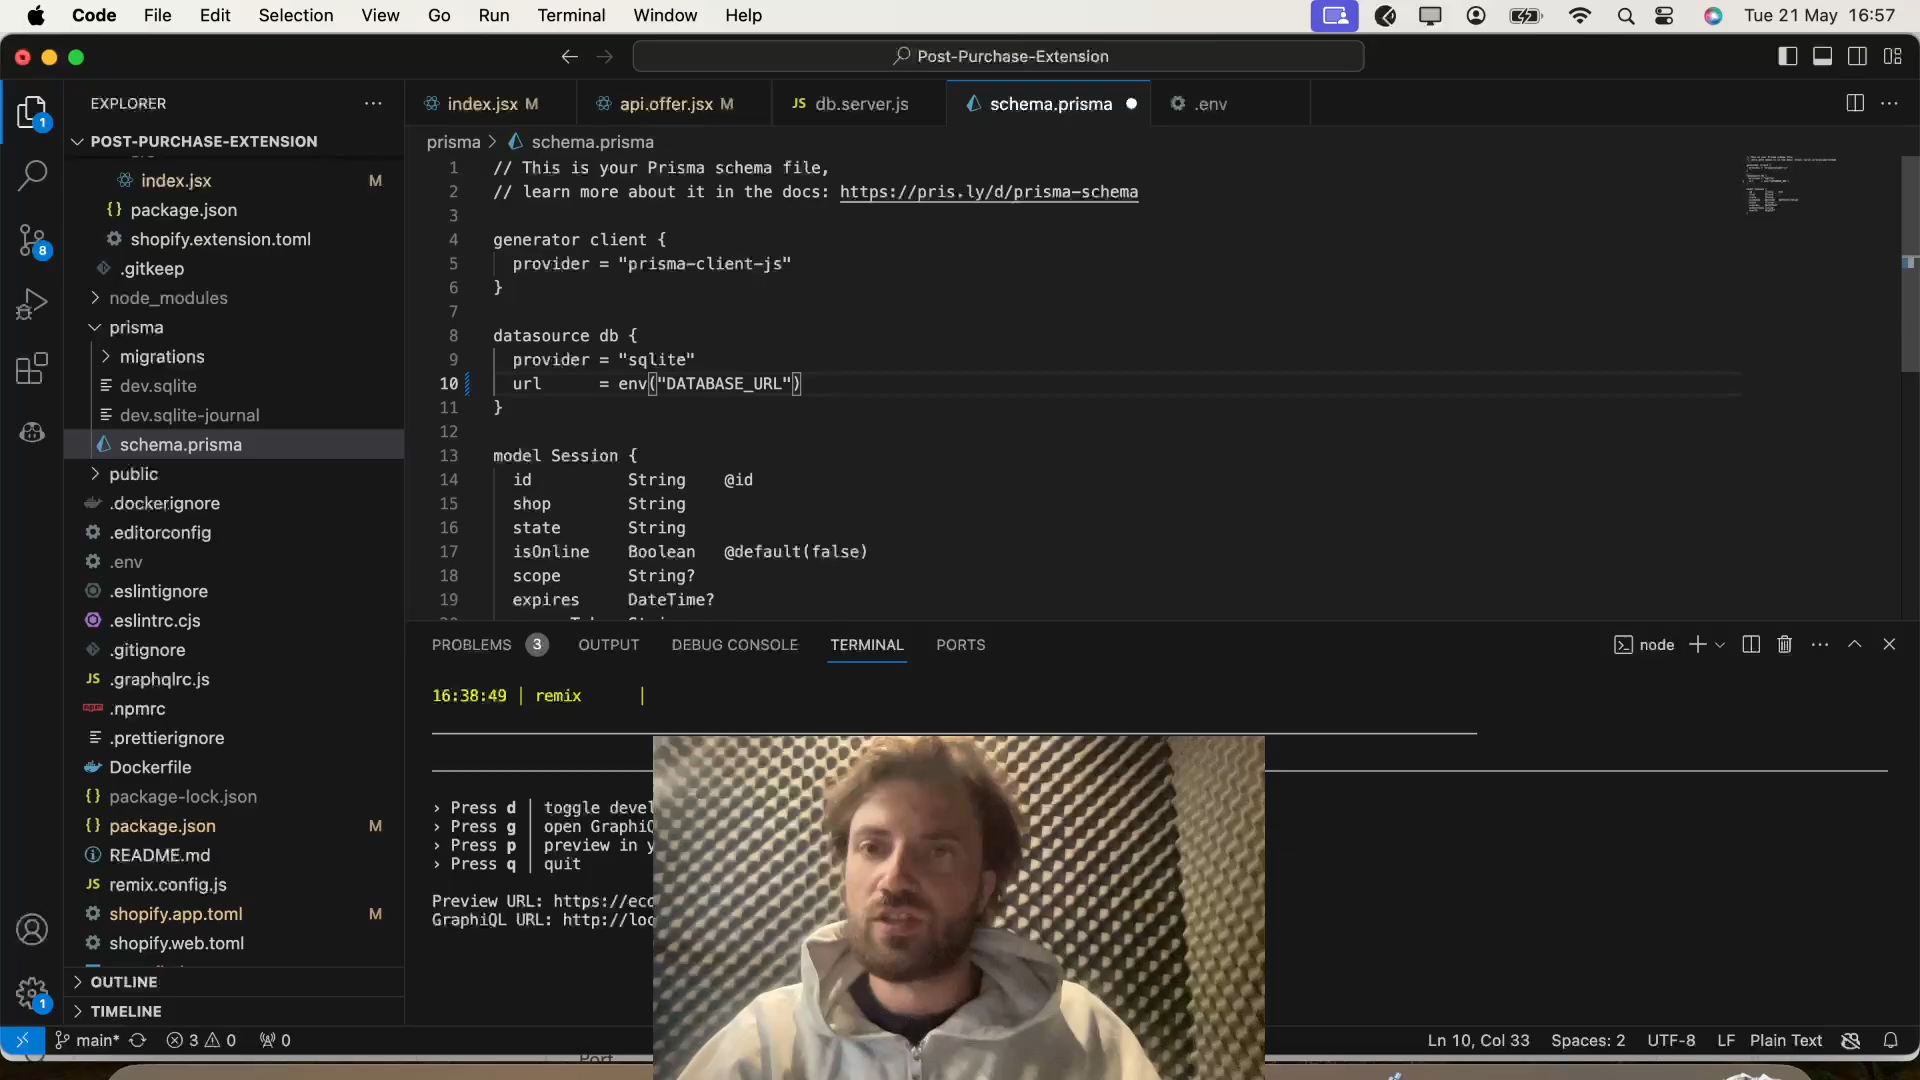 Code File Edit Selection View Go Run Terminal Window Help Tue 21 May 16:57
Post-Purchase-Extension
EXPLORER
POST-PURCHASE-EXTENSION
index.jsx M
package.json
shopify.extension.toml
.gitkeep
node_modules
prisma
migrations
dev.sqlite
dev.sqlite-journal
schema.prisma
public
.dockerignore
.editorconfig
.env
.eslintignore
.eslintrc.cjs
.gitignore
JS .graphqlrc.js
.npmrc
.prettierignore
Dockerfile
package-lock.json
package.json M
README.md
JS remix.config.js
shopify.app.toml M
shopify.web.toml
OUTLINE
TIMELINE
1
8
1
index.jsx M api.offer.jsx M JS db.server.js schema.prisma .env
prisma > schema.prisma
1 // This is your Prisma schema file,
2 // learn more about it in the docs: https://pris.ly/d/prisma-schema
3
4 generator client {
5 provider = "prisma-client-js"
6 }
7
8 datasource db {
9 provider = "sqlite"
10 url = env("DATABASE_URL")
11 }
12
13 model Session {
14 id String @id
15 shop String
16 state String
17 isOnline Boolean @default(false)
18 scope String?
19 expires DateTime?
PROBLEMS 3 OUTPUT DEBUG CONSOLE TERMINAL PORTS node
16:38:49 | remix |
› Press d | toggle devel
› Press g | open GraphiQ
› Press p | preview in y
› Press q | quit
Preview URL: https://eco
GraphiQL URL: http://loc
main* 3 0 0 Ln 10, Col 33 Spaces: 2 UTF-8 LF Plain Text